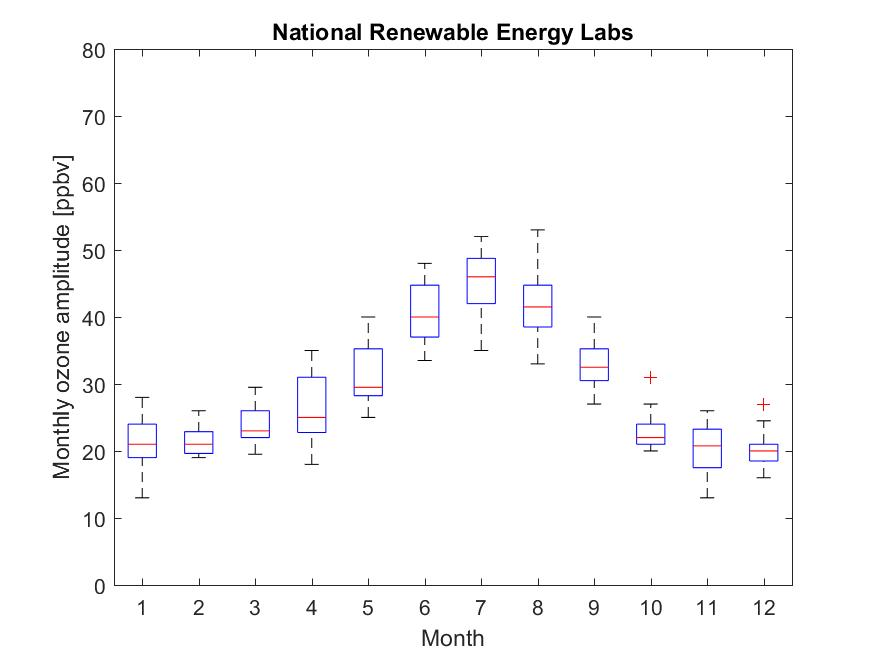 National Renewable Energy Labs
80
70
60
50
40
30
20
10
0
Monthly ozone amplitude [ppbv]
1 2 3 4 5 6 7 8 9 10 11 12
Month